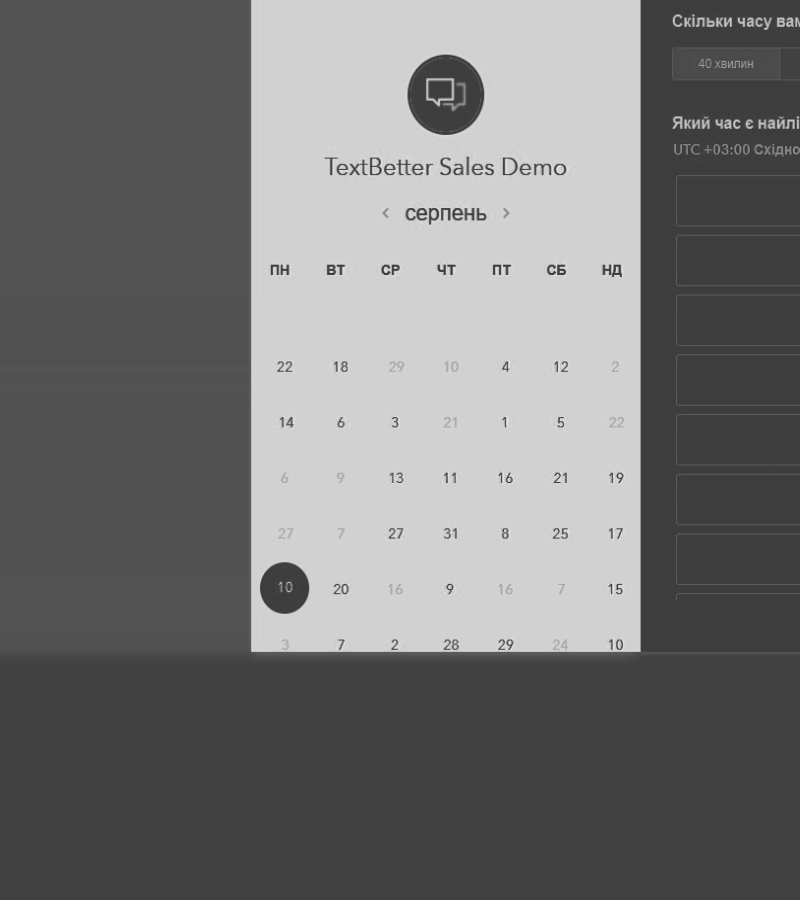 TextBetter Sales Demo
серпень
ПН ВТ СР ЧТ ПТ СБ НД
22 18 29 10 4 12 2
14 6 3 21 1 5 22
6 9 13 11 16 21 19
27 7 27 31 8 25 17
10 20 16 9 16 7 15
3 7 2 28 29 24 10
Скільки часу
40 хвилин
Який час є
UTC +03:00